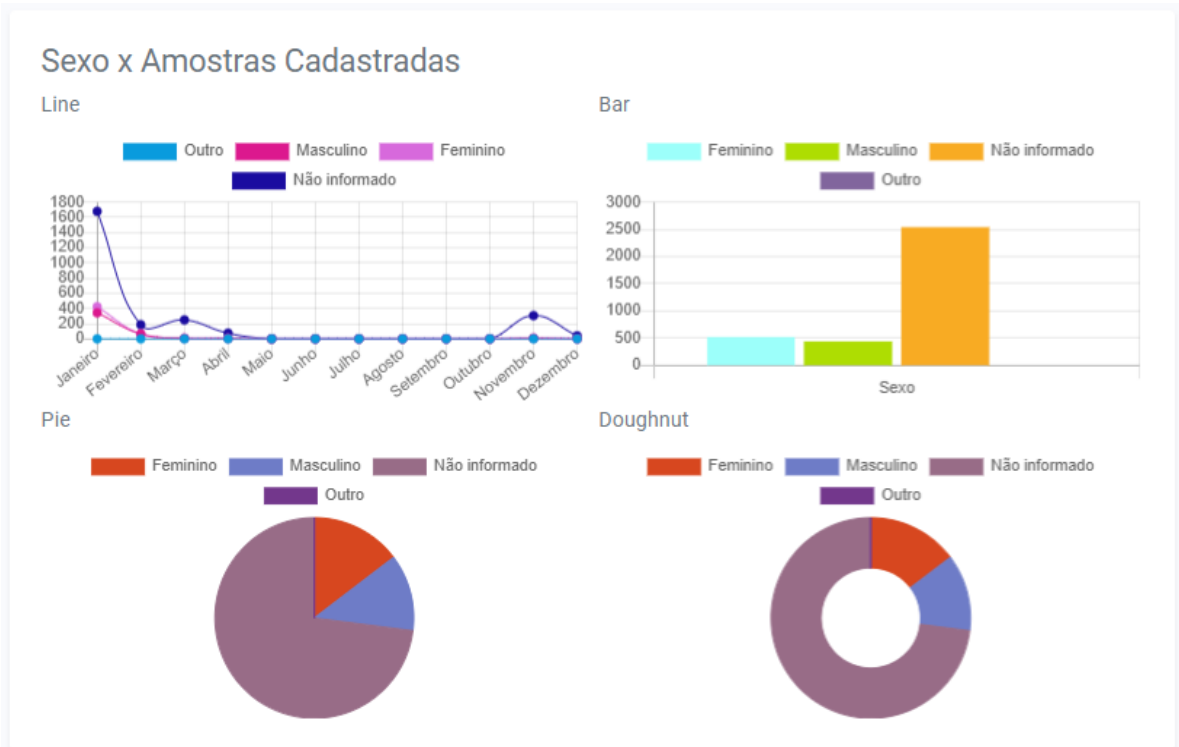 Sexo x Amostras Cadastradas
Line
Outro Masculino Feminino
Não informado
1800
1600
1400
1200
1000
800
600
400
200
0
Janeiro Fevereiro Março Abril Maio Junho Julho Agosto Setembro Outubro Novembro Dezembro
Bar
Feminino Masculino Não informado
Outro
3000
2500
2000
1500
1000
500
0
Sexo
Pie
Feminino Masculino Não informado
Outro
Doughnut
Feminino Masculino Não informado
Outro